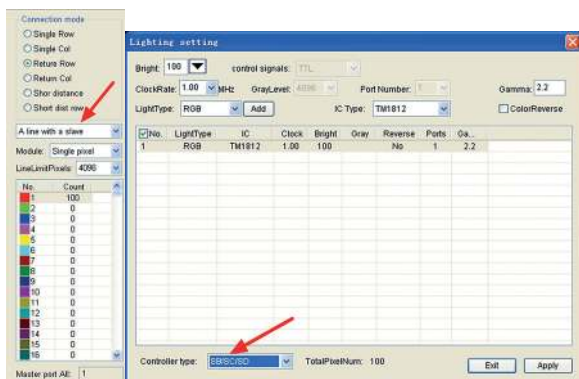 Connection mode
Single Row
Single Col
Return Row
Return Col
Shor distance
Short dist row
A line with a slave
Module: Single pixel
LineLimitPixels: 4096
No. Count
1 100
2 0
3 0
4 0
5 0
6 0
7 0
8 0
9 0
10 0
11 0
12 0
13 0
14 0
15 0
16 0
Master port All: 1
Lighting setting
Bright: 100 control signals: TTL
ClockRate: 1.00 MHz GrayLevel: 4096 Port Number: 1 Gamma: 2.2
LightType: RGB Add IC Type: TM1812 ColorReverse
No. LightType IC Clock Bright Gray Reverse Ports Ga...
1 RGB TM1812 1.00 100 No 1 2.2
Controller type: SB/SC/SD TotalPixelNum: 100
Exit Apply